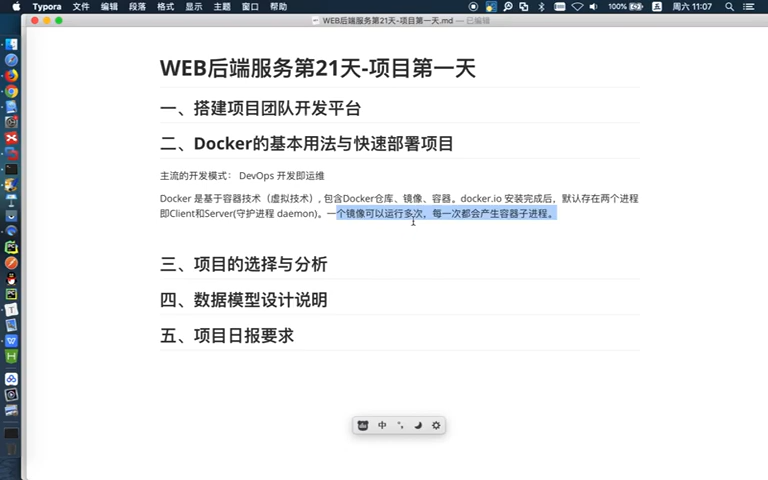 Typora 文件 编辑 段落 格式 显示 主题 窗口 帮助 100% 五 周六 11:07
WEB后端服务第21天-项目第一天.md — 已编辑
WEB后端服务第21天-项目第一天
一、搭建项目团队开发平台
二、Docker的基本用法与快速部署项目
主流的开发模式： DevOps 开发即运维
Docker 是基于容器技术（虚拟技术）, 包含Docker仓库、镜像、容器。docker.io 安装完成后，默认存在两个进程
即Client和Server(守护进程 daemon)。一个镜像可以运行多次，每一次都会产生容器子进程。
三、项目的选择与分析
四、数据模型设计说明
五、项目日报要求
中